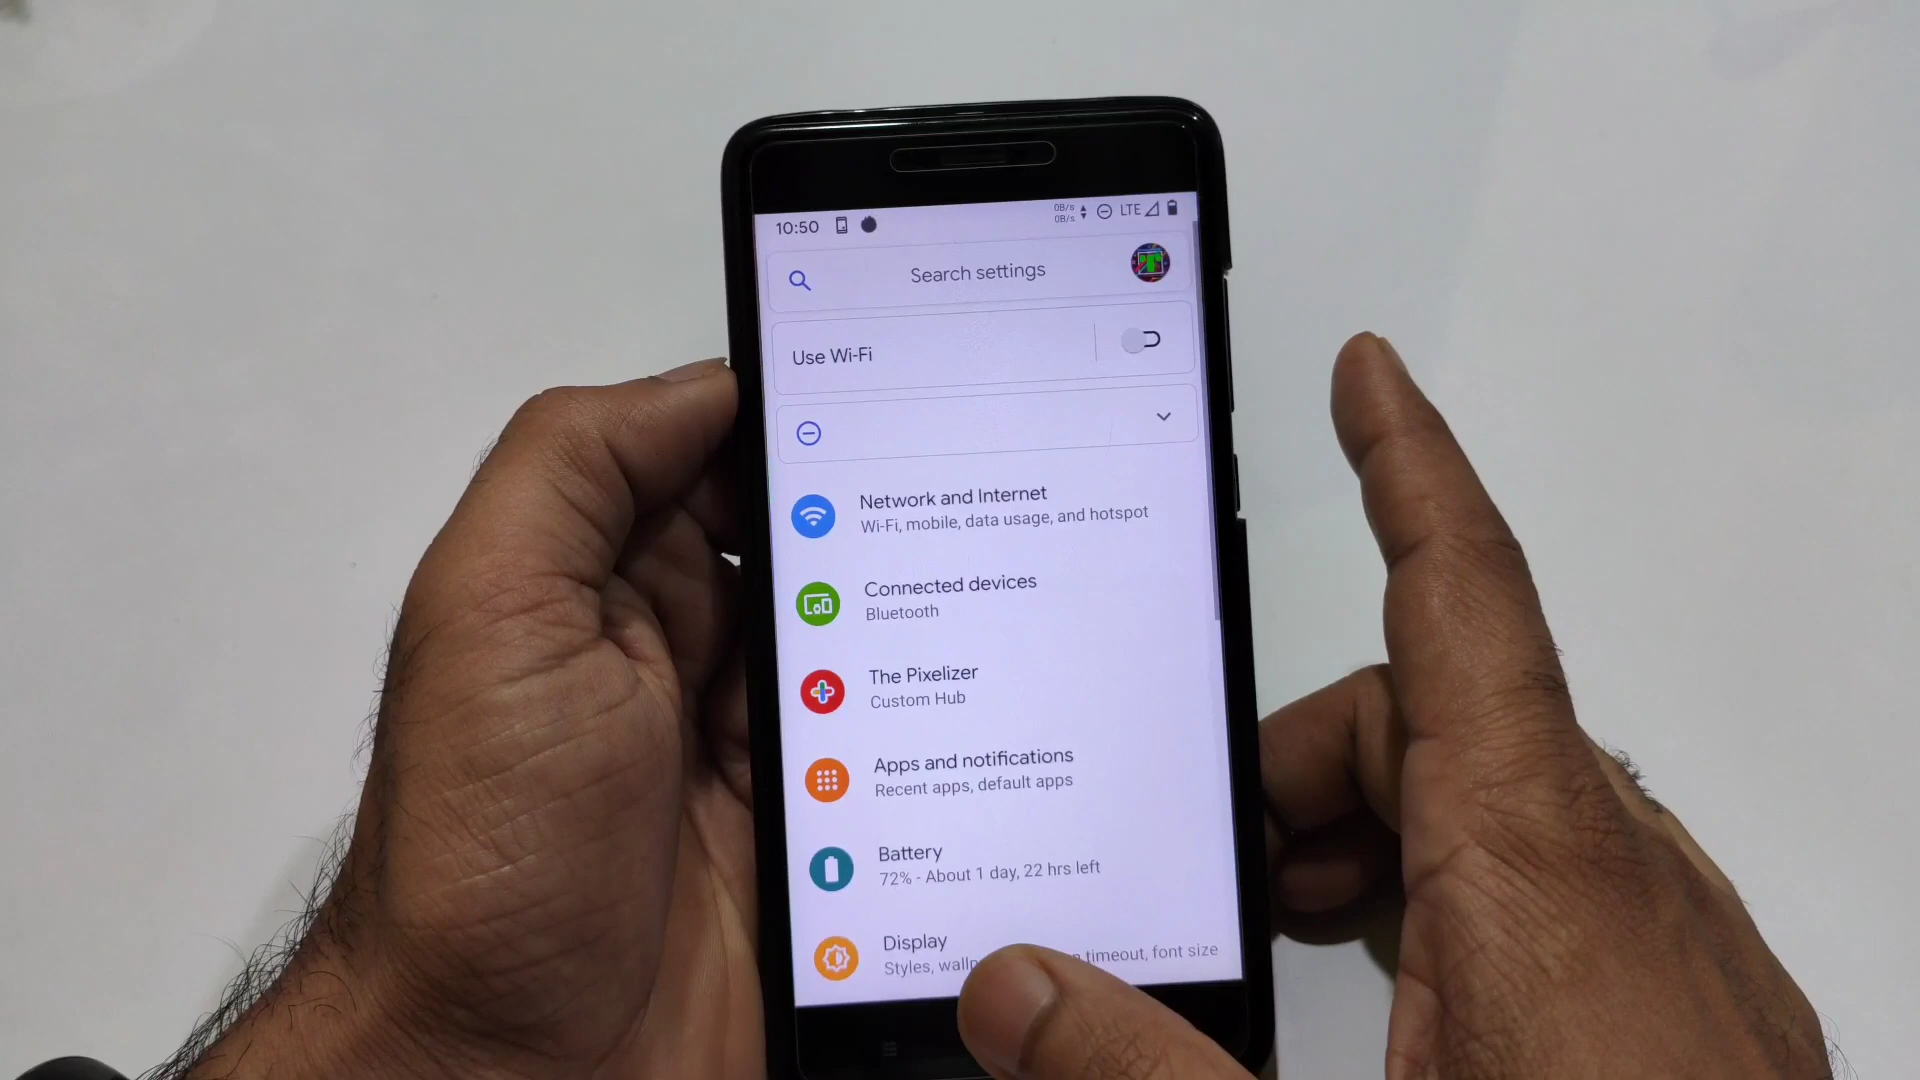 10:50
0B/s
0B/s
LTE
Search settings
Use Wi-Fi
Network and Internet
Wi-Fi, mobile, data usage, and hotspot
Connected devices
Bluetooth
The Pixelizer
Custom Hub
Apps and notifications
Recent apps, default apps
Battery
72% - About 1 day, 22 hrs left
Display
Styles, timeout, font size